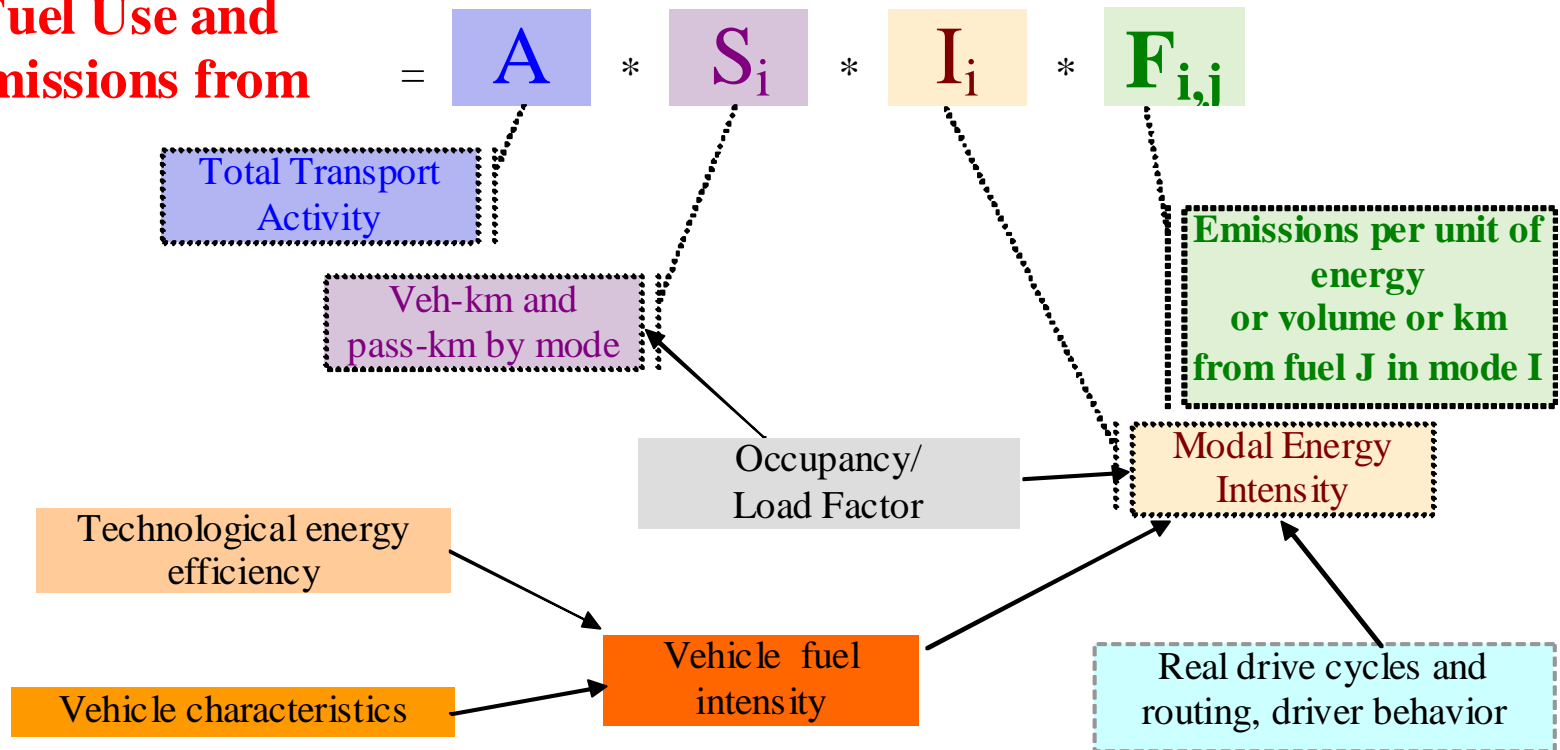 Fuel Use and
missions from
= A * Si * Ii * Fi,j
Total Transport
Activity
Veh-km and
pass-km by mode
Emissions per unit of
energy
or volume or km
from fuel J in mode I
Occupancy/
Load Factor
Modal Energy
Intensity
Technological energy
efficiency
Vehicle fuel
intensity
Vehicle characteristics
Real drive cycles and
routing, driver behavior